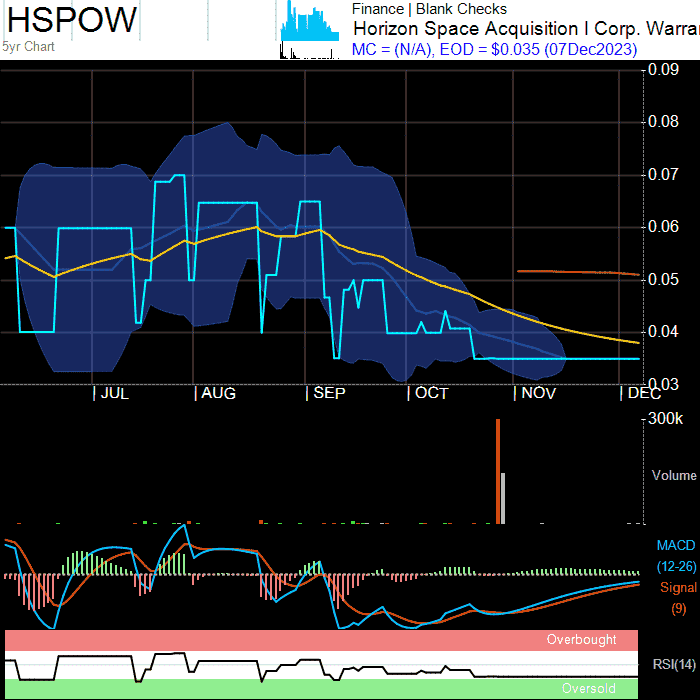 HSPOW
5yr Chart
Finance | Blank Checks
Horizon Space Acquisition I Corp. Warra
MC = (N/A), EOD = $0.035 (07Dec2023)
0.09
0.08
0.07
0.06
0.05
0.04
0.03
JUL AUG SEP OCT NOV DEC
300k
Volume
MACD
(12-26)
Signal
(9)
Overbought
RSI(14)
Oversold